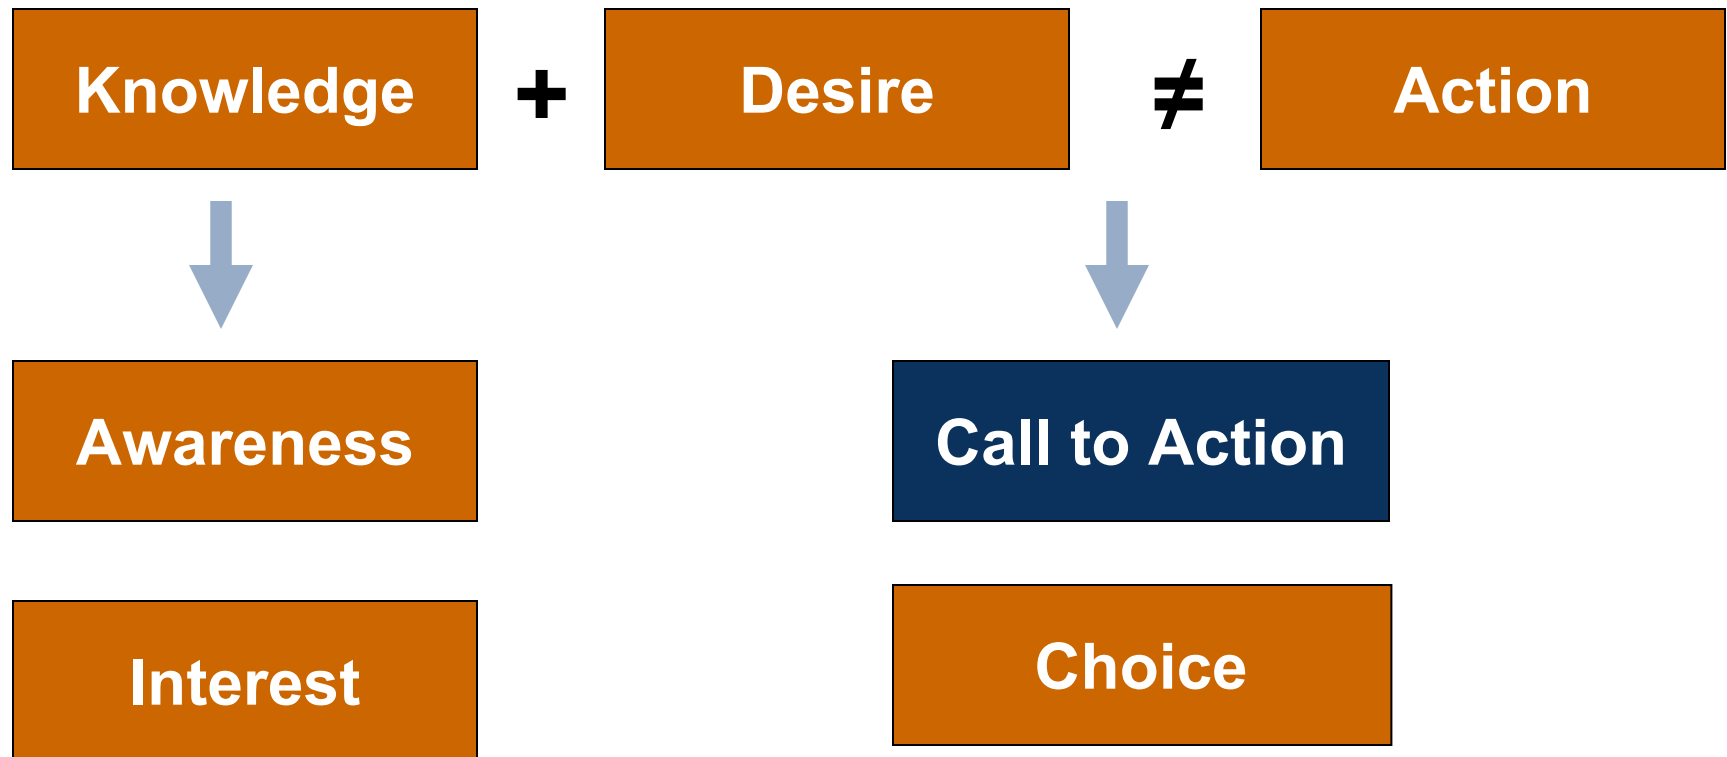 Knowledge + Desire ≠ Action
Awareness
Call to Action
Interest
Choice